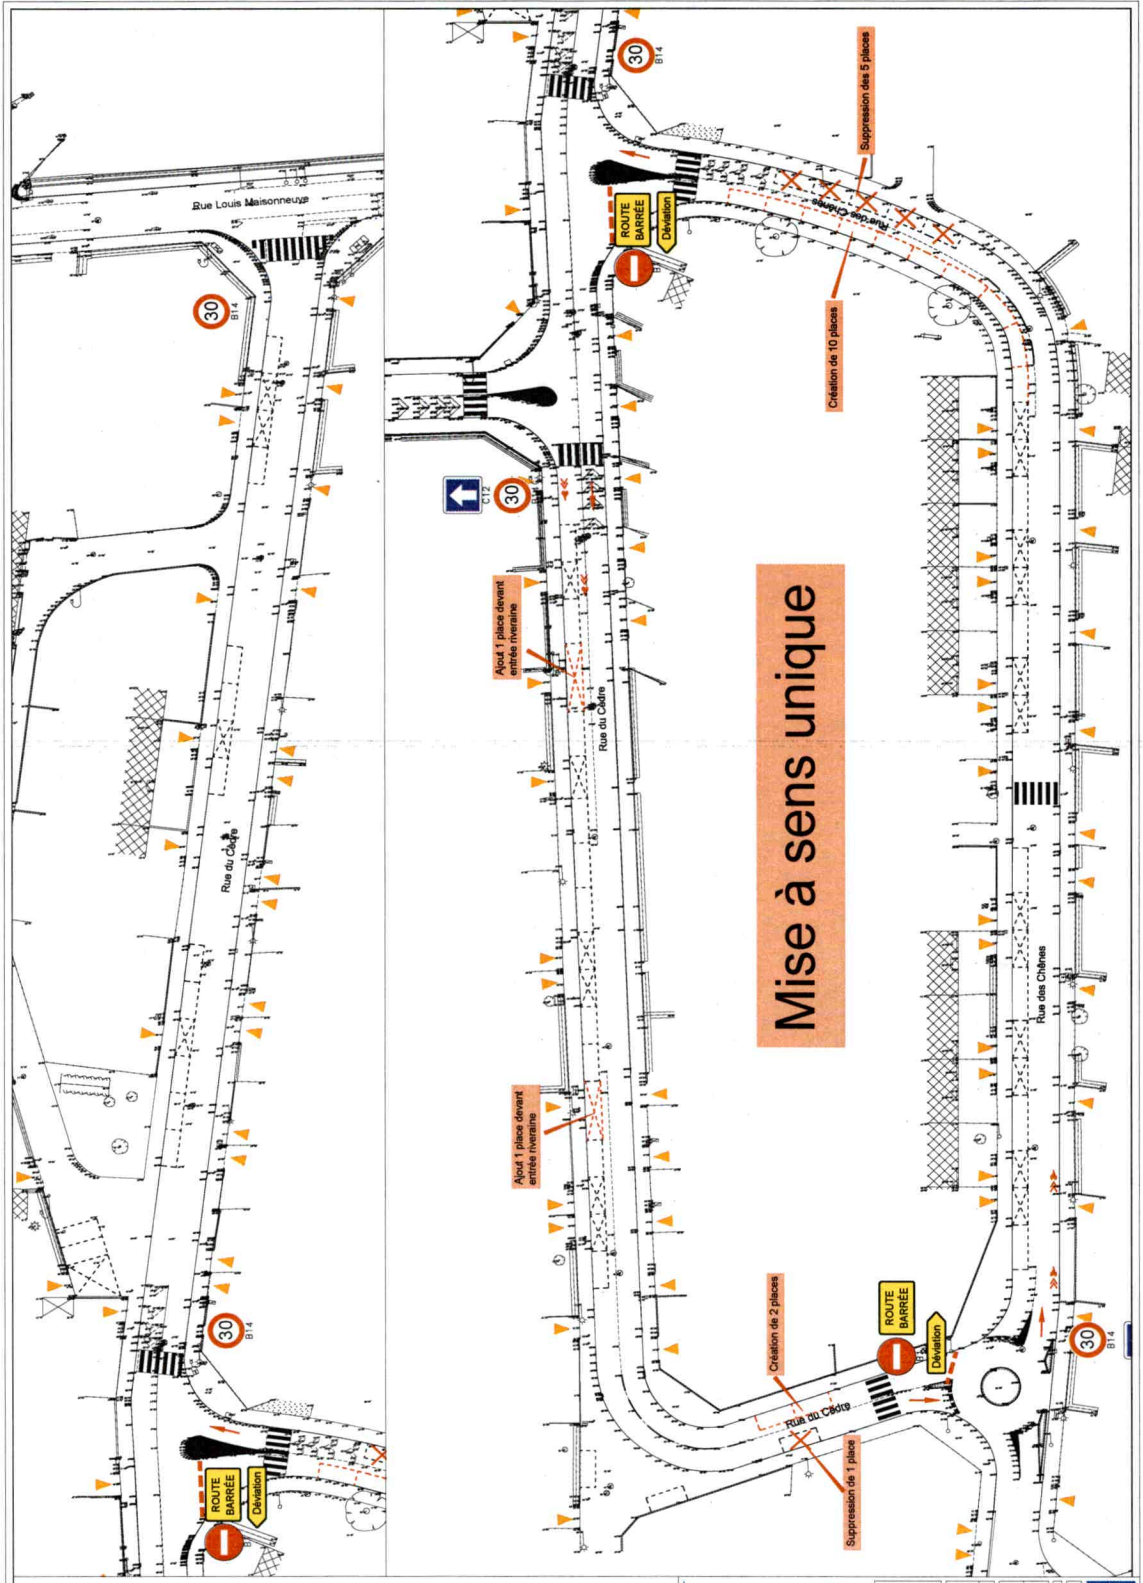 Rue Louis Maisonneuve
30
B14
Rue du Cèdre
30
B14
ROUTE
BARRÉE
Déviation
30
B14
ROUTE
BARRÉE
Déviation
Suppression des 5 places
Rue des Chênes
Création de 10 places
C12
30
Ajout 1 place devant
entrée riveraine
Rue du Cèdre
Mise à sens unique
Ajout 1 place devant
entrée riveraine
Rue des Chênes
Création de 2 places
Rue du Cèdre
Suppression de 1 place
ROUTE
BARRÉE
Déviation
30
B14